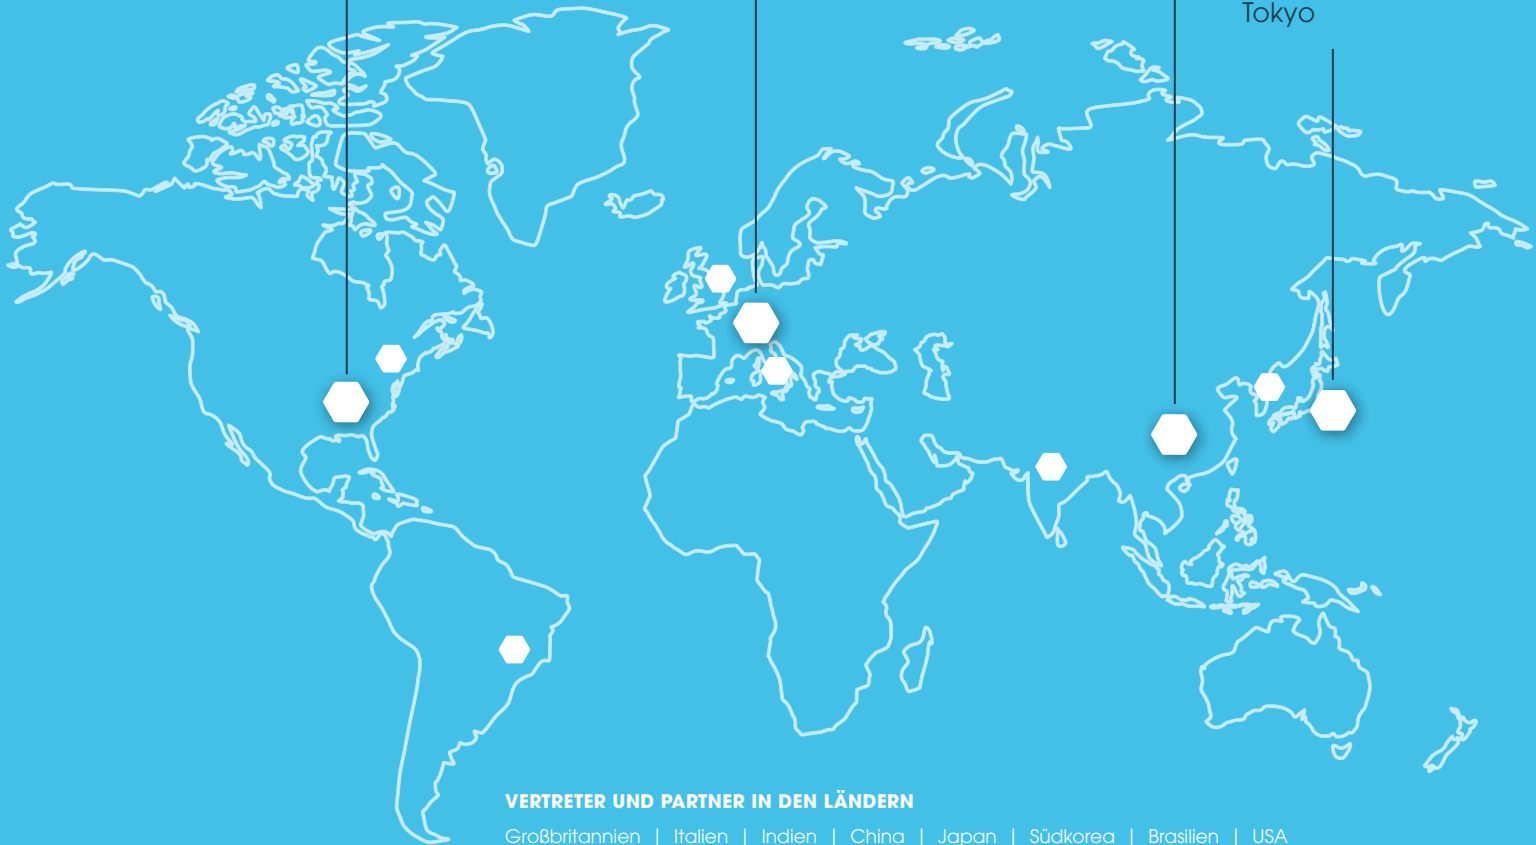 Tokyo
VERTRETER UND PARTNER IN DEN LÄNDERN
Großbritannien | Italien | Indien | China | Japan | Südkorea | Brasilien | USA